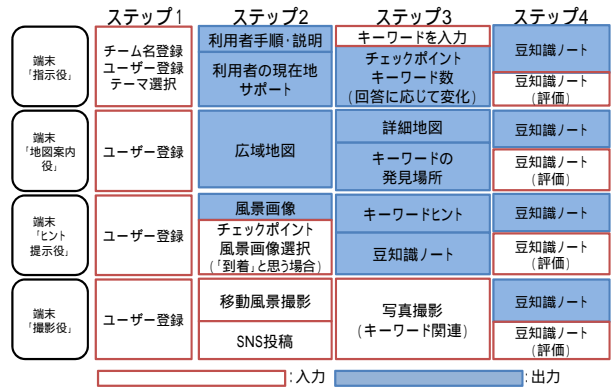 ステップ1 ステップ2 ステップ3 ステップ4
端末
「指示役」
チーム名登録
ユーザー登録
テーマ選択
利用者手順・説明
利用者の現在地
サポート
キーワードを入力
チェックポイント
キーワード数
(回答に応じて変化)
豆知識ノート
豆知識ノート
(評価)
端末
「地図案内
役」
ユーザー登録
広域地図
詳細地図
キーワードの
発見場所
豆知識ノート
豆知識ノート
(評価)
端末
「ヒント
提示役」
ユーザー登録
風景画像
チェックポイント
風景画像選択
(「到着」と思う場合)
キーワードヒント
豆知識ノート
豆知識ノート
豆知識ノート
(評価)
端末
「撮影役」
ユーザー登録
移動風景撮影
SNS投稿
写真撮影
(キーワード関連)
豆知識ノート
豆知識ノート
(評価)
:入力 :出力